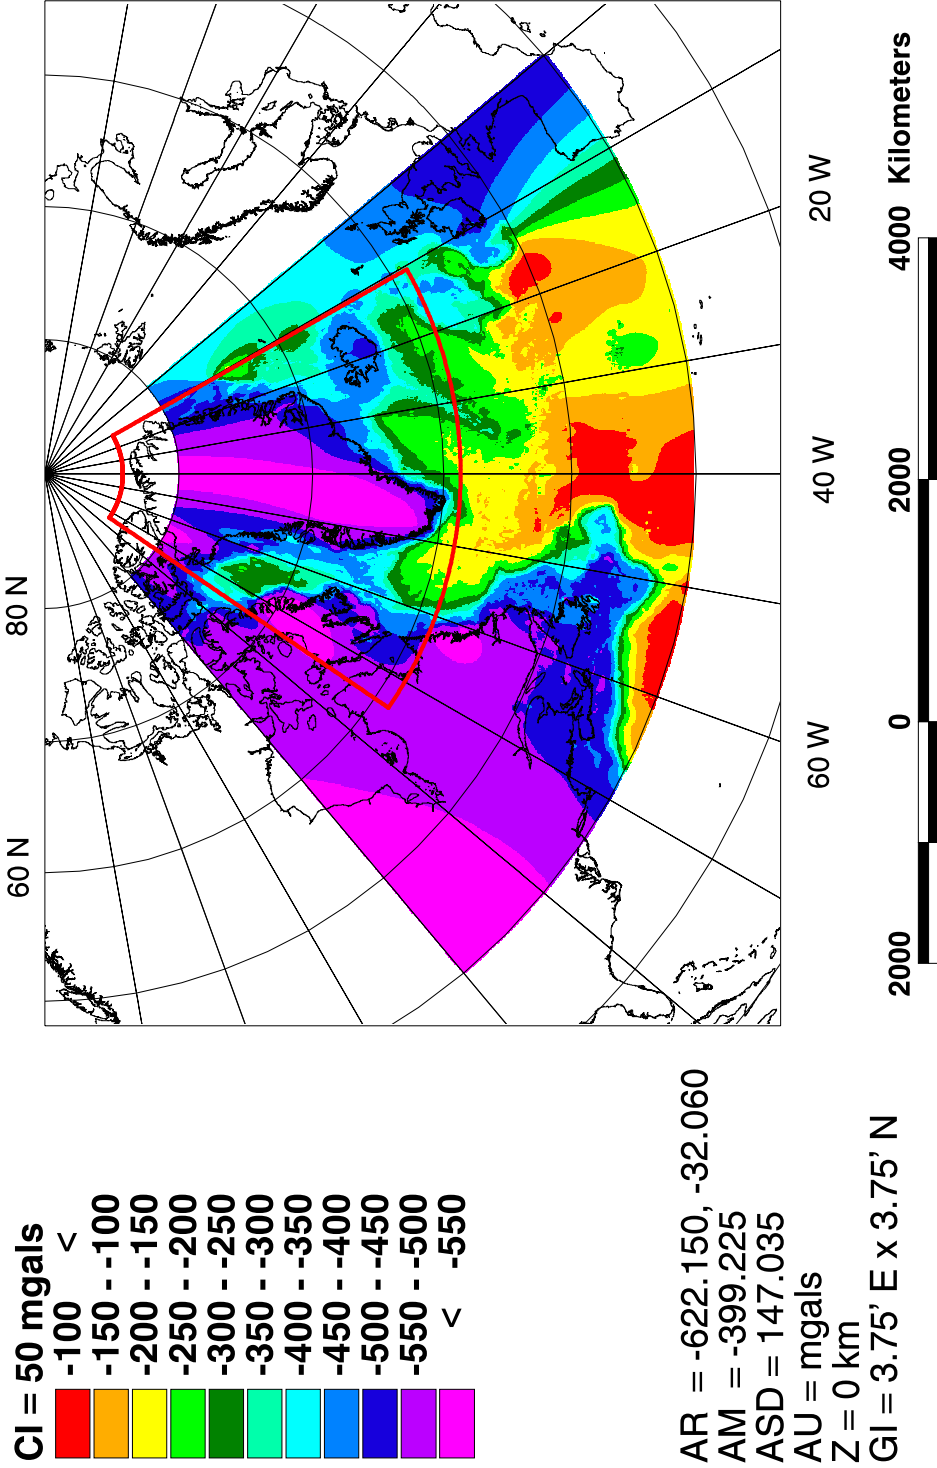 80 N
60 N
20 W
40 W
60 W
2000 0 2000 4000 Kilometers
CI = 50 mgals
-100 <
-150 - -100
-200 - -150
-250 - -200
-300 - -250
-350 - -300
-400 - -350
-450 - -400
-500 - -450
-550 - -500
< -550
AR = -622.150, -32.060
AM = -399.225
ASD = 147.035
AU = mgals
Z = 0 km
GI = 3.75' E x 3.75' N